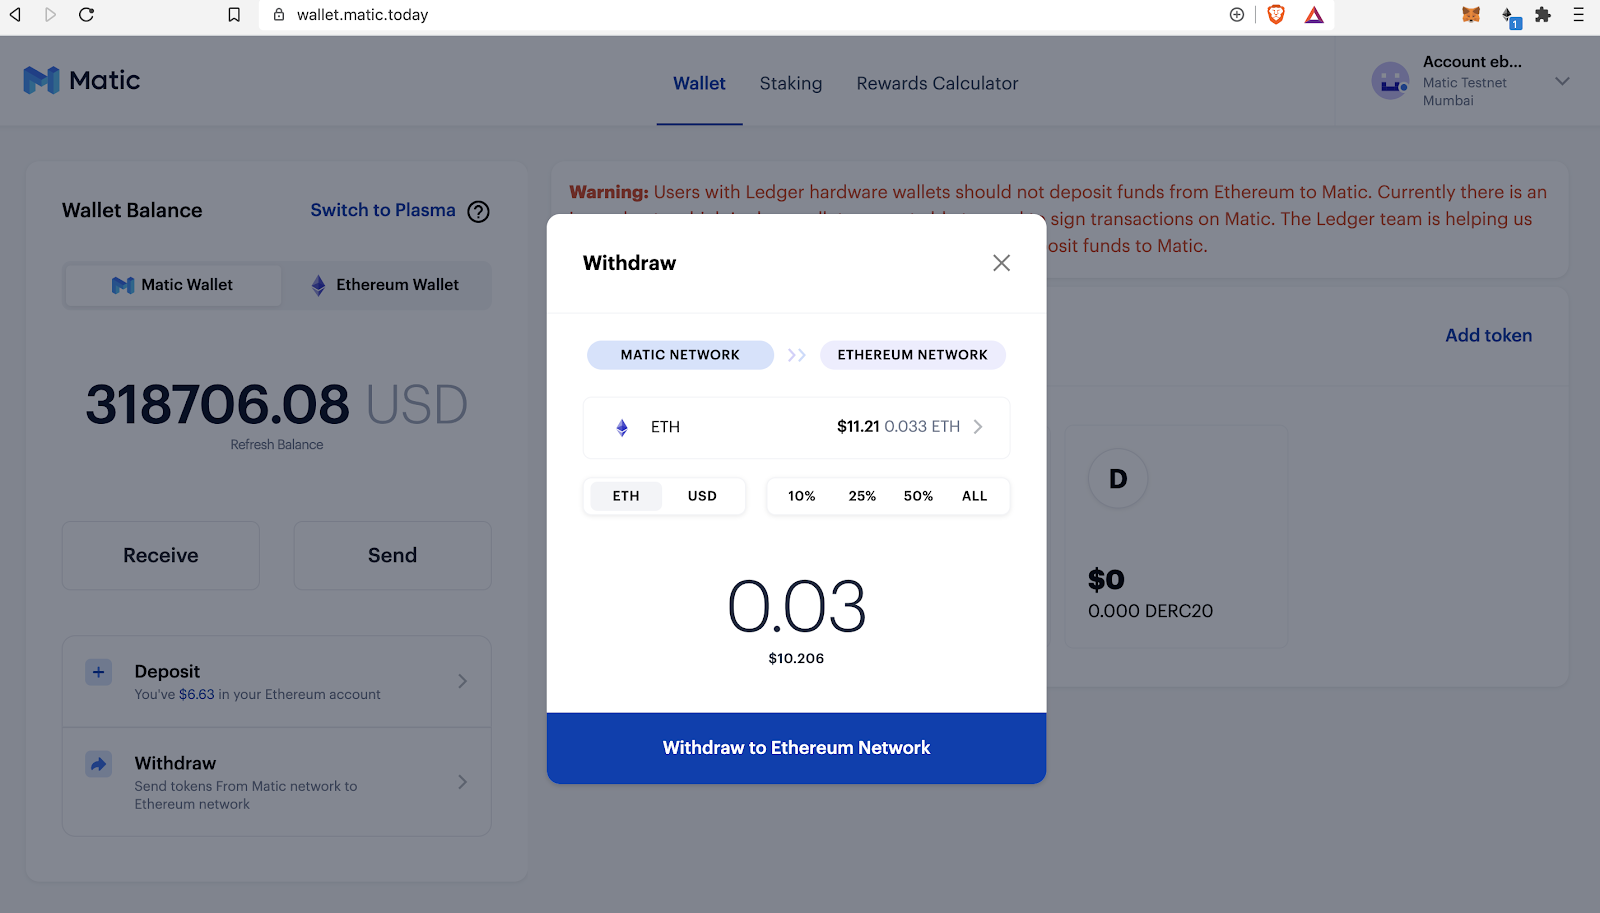 wallet.matic.today
1
Matic
Wallet
Staking
Rewards Calculator
Account eb...
Matic Testnet
Mumbai
Wallet Balance
Switch to Plasma
?
Matic Wallet
Ethereum Wallet
318706.08 USD
Refresh Balance
Receive
Send
Deposit
You've $6.63 in your Ethereum account
Withdraw
Send tokens From Matic network to
Ethereum network
Warning: Users with Ledger hardware wallets should not deposit funds from Ethereum to Matic. Currently there is an
sign transactions on Matic. The Ledger team is helping us
osit funds to Matic.
Add token
D
$0
0.000 DERC20
Withdraw
MATIC NETWORK
ETHEREUM NETWORK
ETH
$11.21 0.033 ETH
ETH
USD
10%
25%
50%
ALL
0.03
$10.206
Withdraw to Ethereum Network